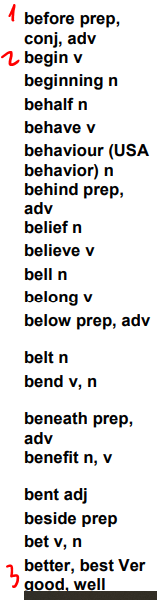 1 before prep,
conj, adv
2 begin v
beginning n
behalf n
behave v
behaviour (USA
behavior) n
behind prep,
adv
belief n
believe v
bell n
belong v
below prep, adv
belt n
bend v, n
beneath prep,
adv
benefit n, v
bent adj
beside prep
bet v, n
3 better, best Ver
good, well